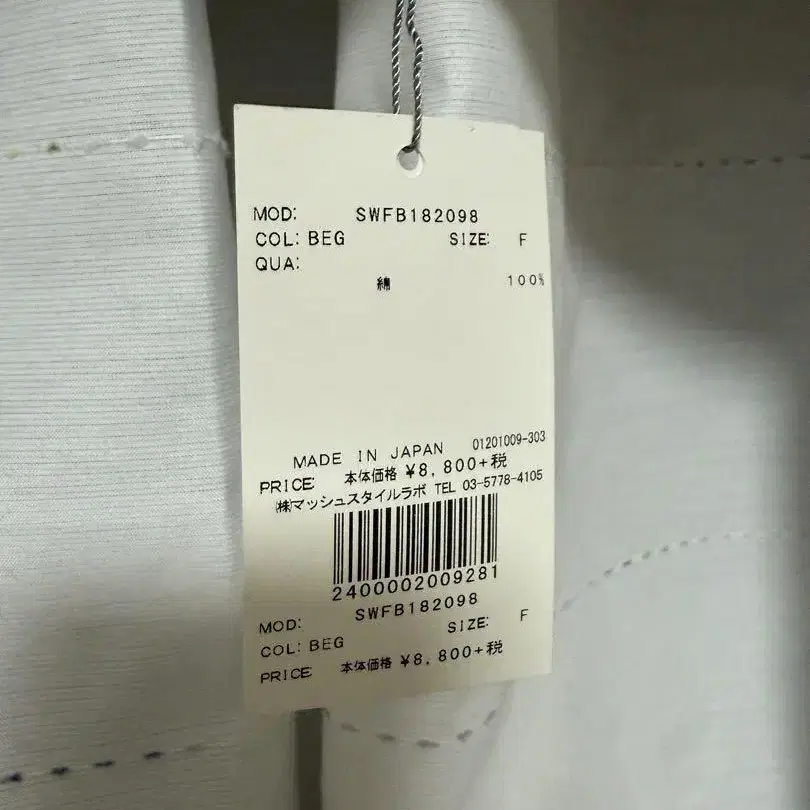 MOD: SWFB182098
COL: BEG SIZE: F
QUA:
綿 100%
MADE IN JAPAN 01201009-303
PRICE: 本体価格 ¥8,800+税
(株)マッシュスタイルラボ TEL 03-5778-4105
2400002009281
MOD: SWFB182098
COL: BEG SIZE: F
PRICE: 本体価格 ¥8,800+税